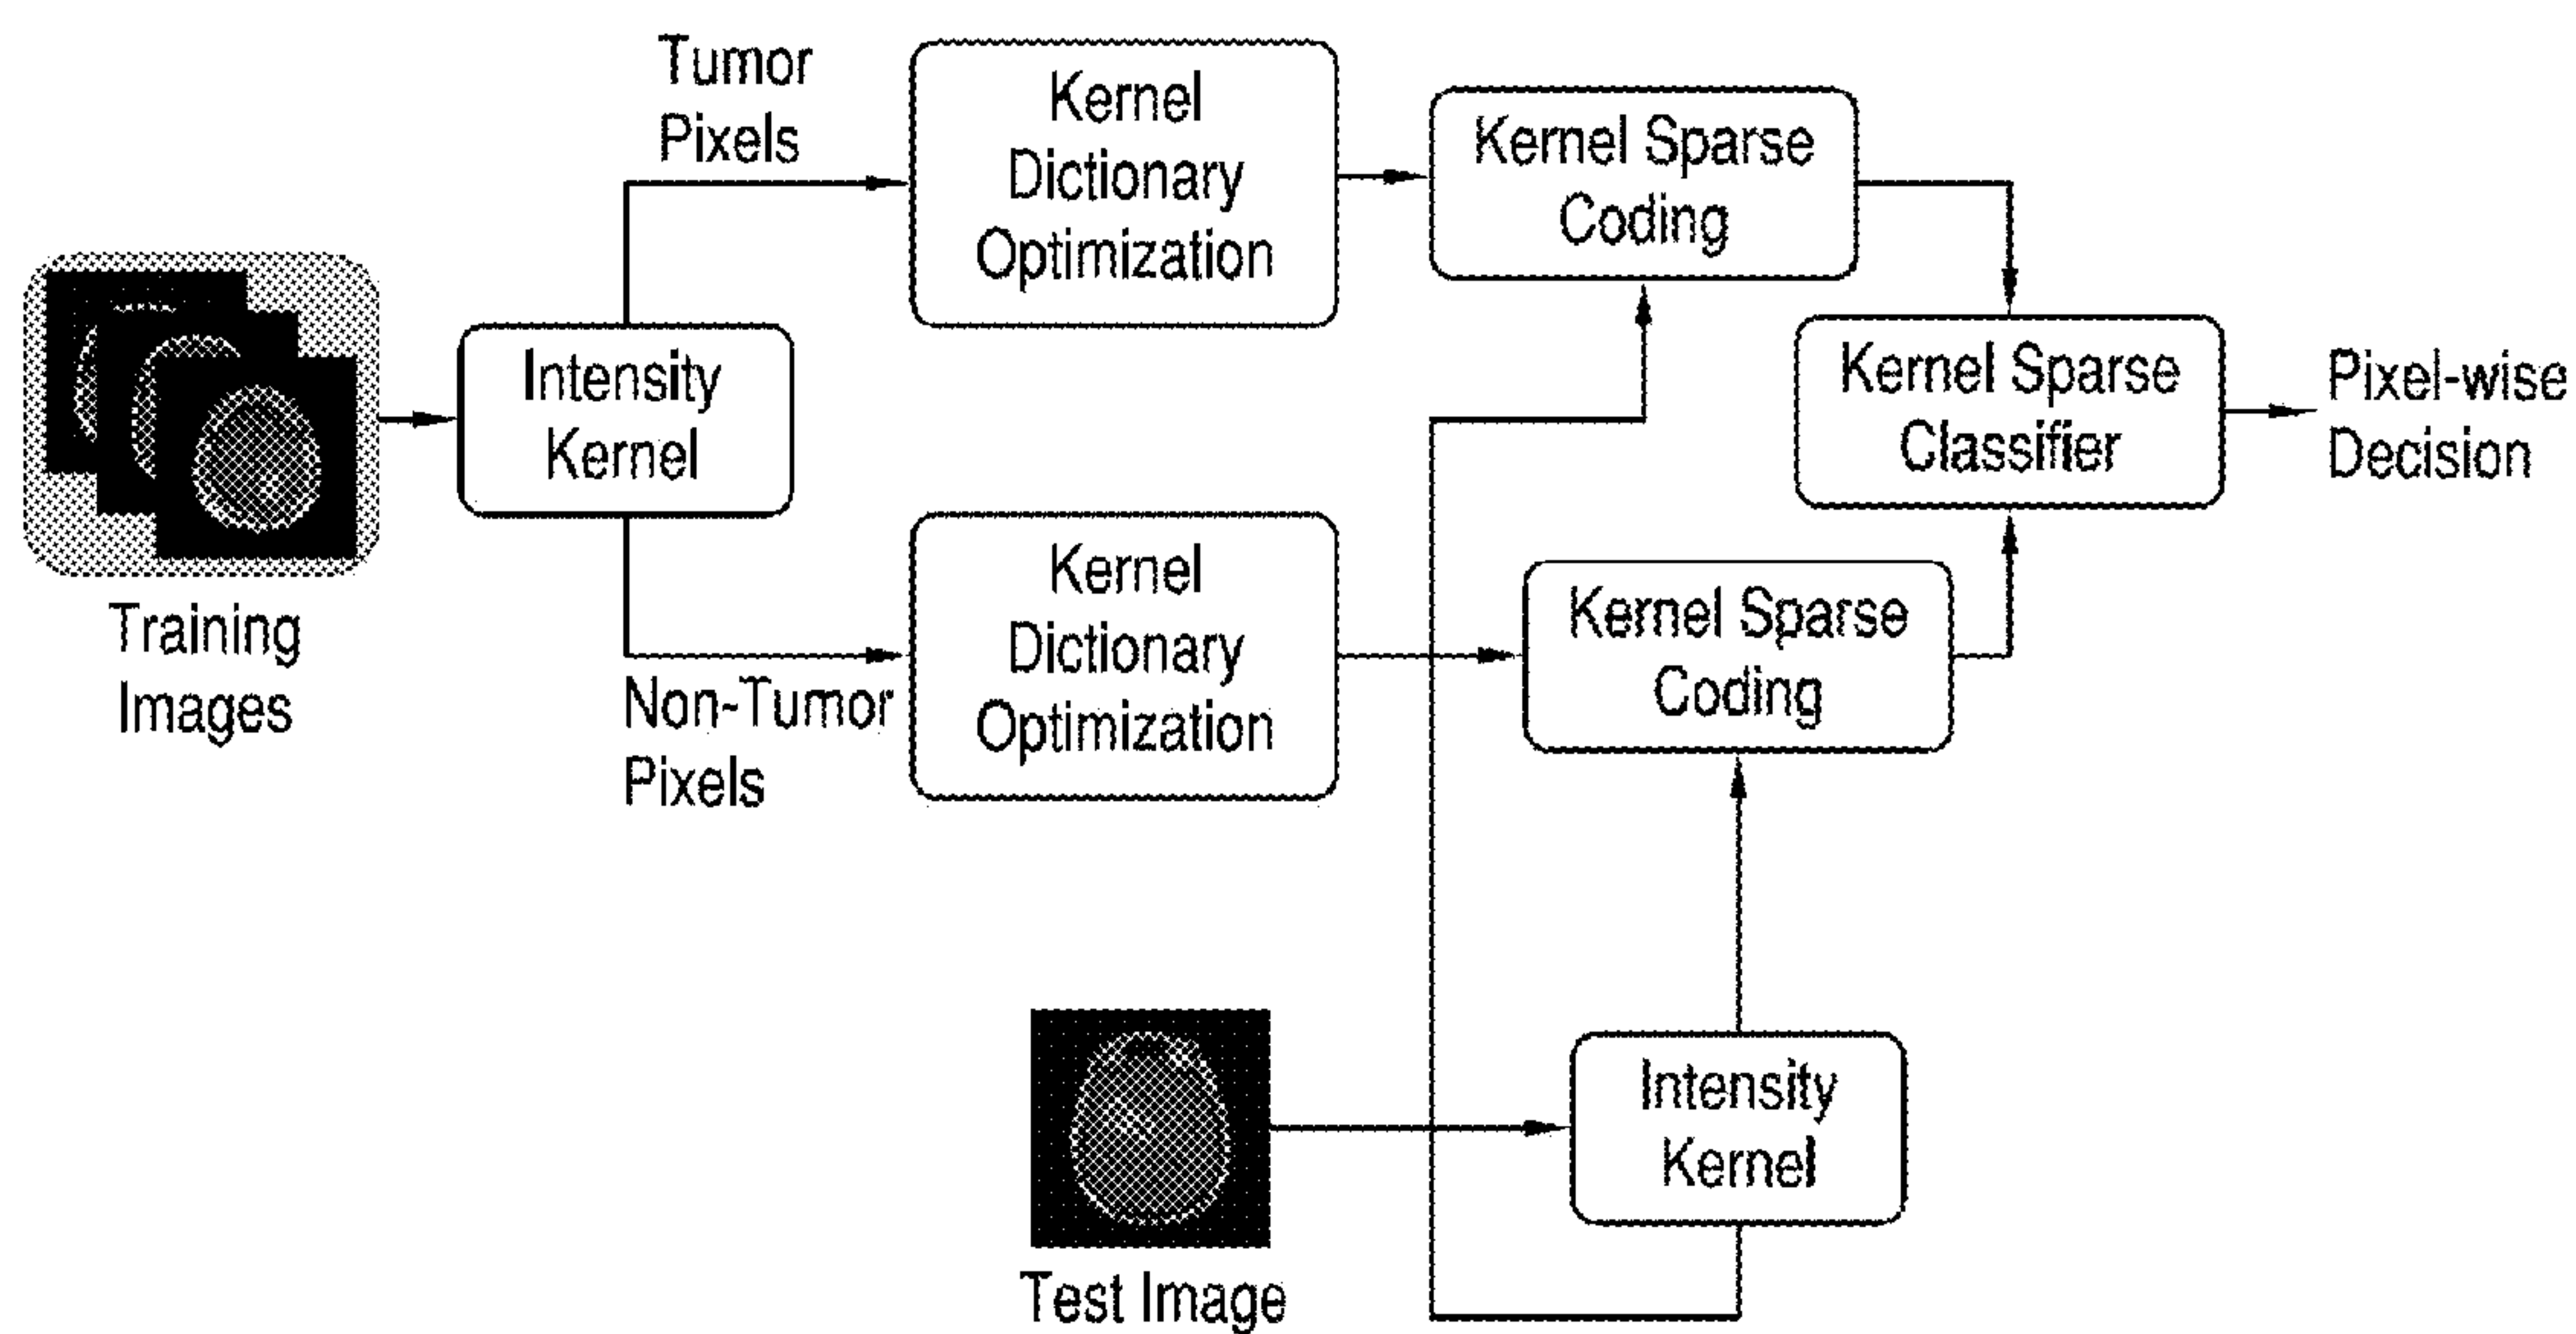 Tumor
Pixels
Kernel
Dictionary
Optimization
Kernel Sparse
Coding
Intensity
Kernel
Kernel Sparse
Classifier
Pixel-wise
Decision
Training
Images
Non-Tumor
Pixels
Kernel
Dictionary
Optimization
Kernel Sparse
Coding
Intensity
Kernel
Test Image